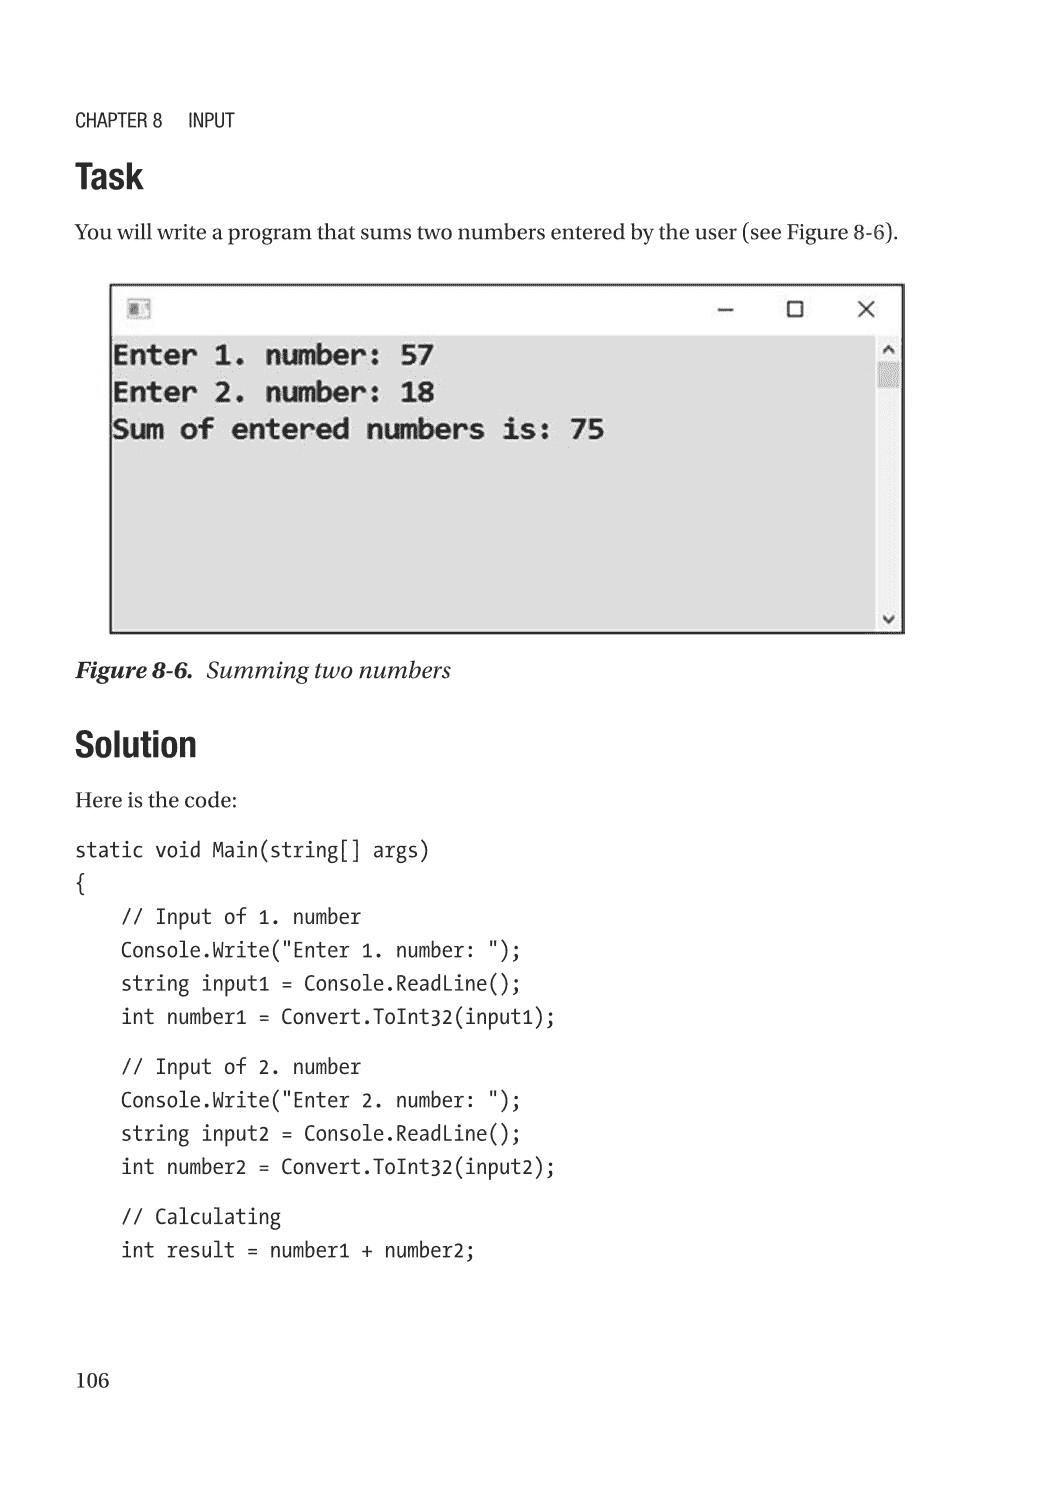 CHAPTER 8 INPUT
Task
You will write a program that sums two numbers entered by the user (see Figure 8-6).
Enter 1. number: 57
Enter 2. number: 18
Sum of entered numbers is: 75
Figure 8-6. Summing two numbers
Solution
Here is the code:
static void Main(string[] args)
{
    // Input of 1. number
    Console.Write("Enter 1. number: ");
    string input1 = Console.ReadLine();
    int number1 = Convert.ToInt32(input1);
    // Input of 2. number
    Console.Write("Enter 2. number: ");
    string input2 = Console.ReadLine();
    int number2 = Convert.ToInt32(input2);
    // Calculating
    int result = number1 + number2;
106